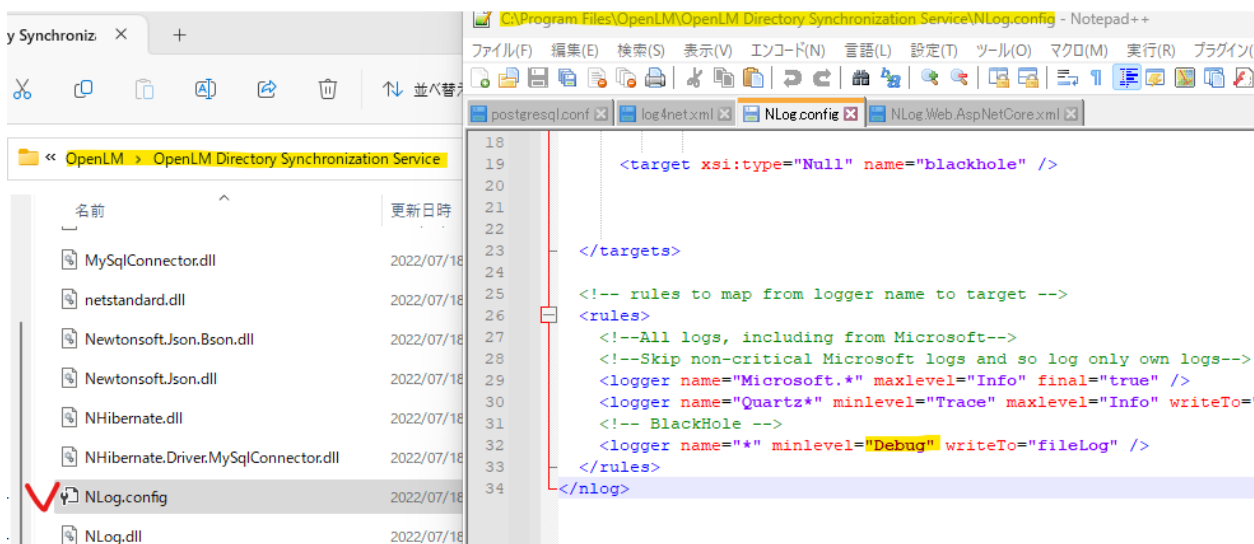 y Synchroniz
並べ替え
« OpenLM > OpenLM Directory Synchronization Service
名前
更新日時
MySqlConnector.dll
2022/07/18
netstandard.dll
2022/07/18
Newtonsoft.Json.Bson.dll
2022/07/18
Newtonsoft.Json.dll
2022/07/18
NHibernate.dll
2022/07/18
NHibernate.Driver.MySqlConnector.dll
2022/07/18
NLog.config
2022/07/18
NLog.dll
2022/07/18
C:\Program Files\OpenLM\OpenLM Directory Synchronization Service\NLog.config - Notepad++
ファイル(F) 編集(E) 検索(S) 表示(V) エンコード(N) 言語(L) 設定(T) ツール(O) マクロ(M) 実行(R) プラグイン(
postgresql.conf log4net.xml NLog.config NLog.Web.AspNetCore.xml
18
19 <target xsi:type="Null" name="blackhole" />
20
21
22
23 </targets>
24
25 <!-- rules to map from logger name to target -->
26 <rules>
27 <!--All logs, including from Microsoft-->
28 <!--Skip non-critical Microsoft logs and so log only own logs-->
29 <logger name="Microsoft.*" maxlevel="Info" final="true" />
30 <logger name="Quartz*" minlevel="Trace" maxlevel="Info" writeTo="
31 <!-- BlackHole -->
32 <logger name="*" minlevel="Debug" writeTo="fileLog" />
33 </rules>
34 </nlog>